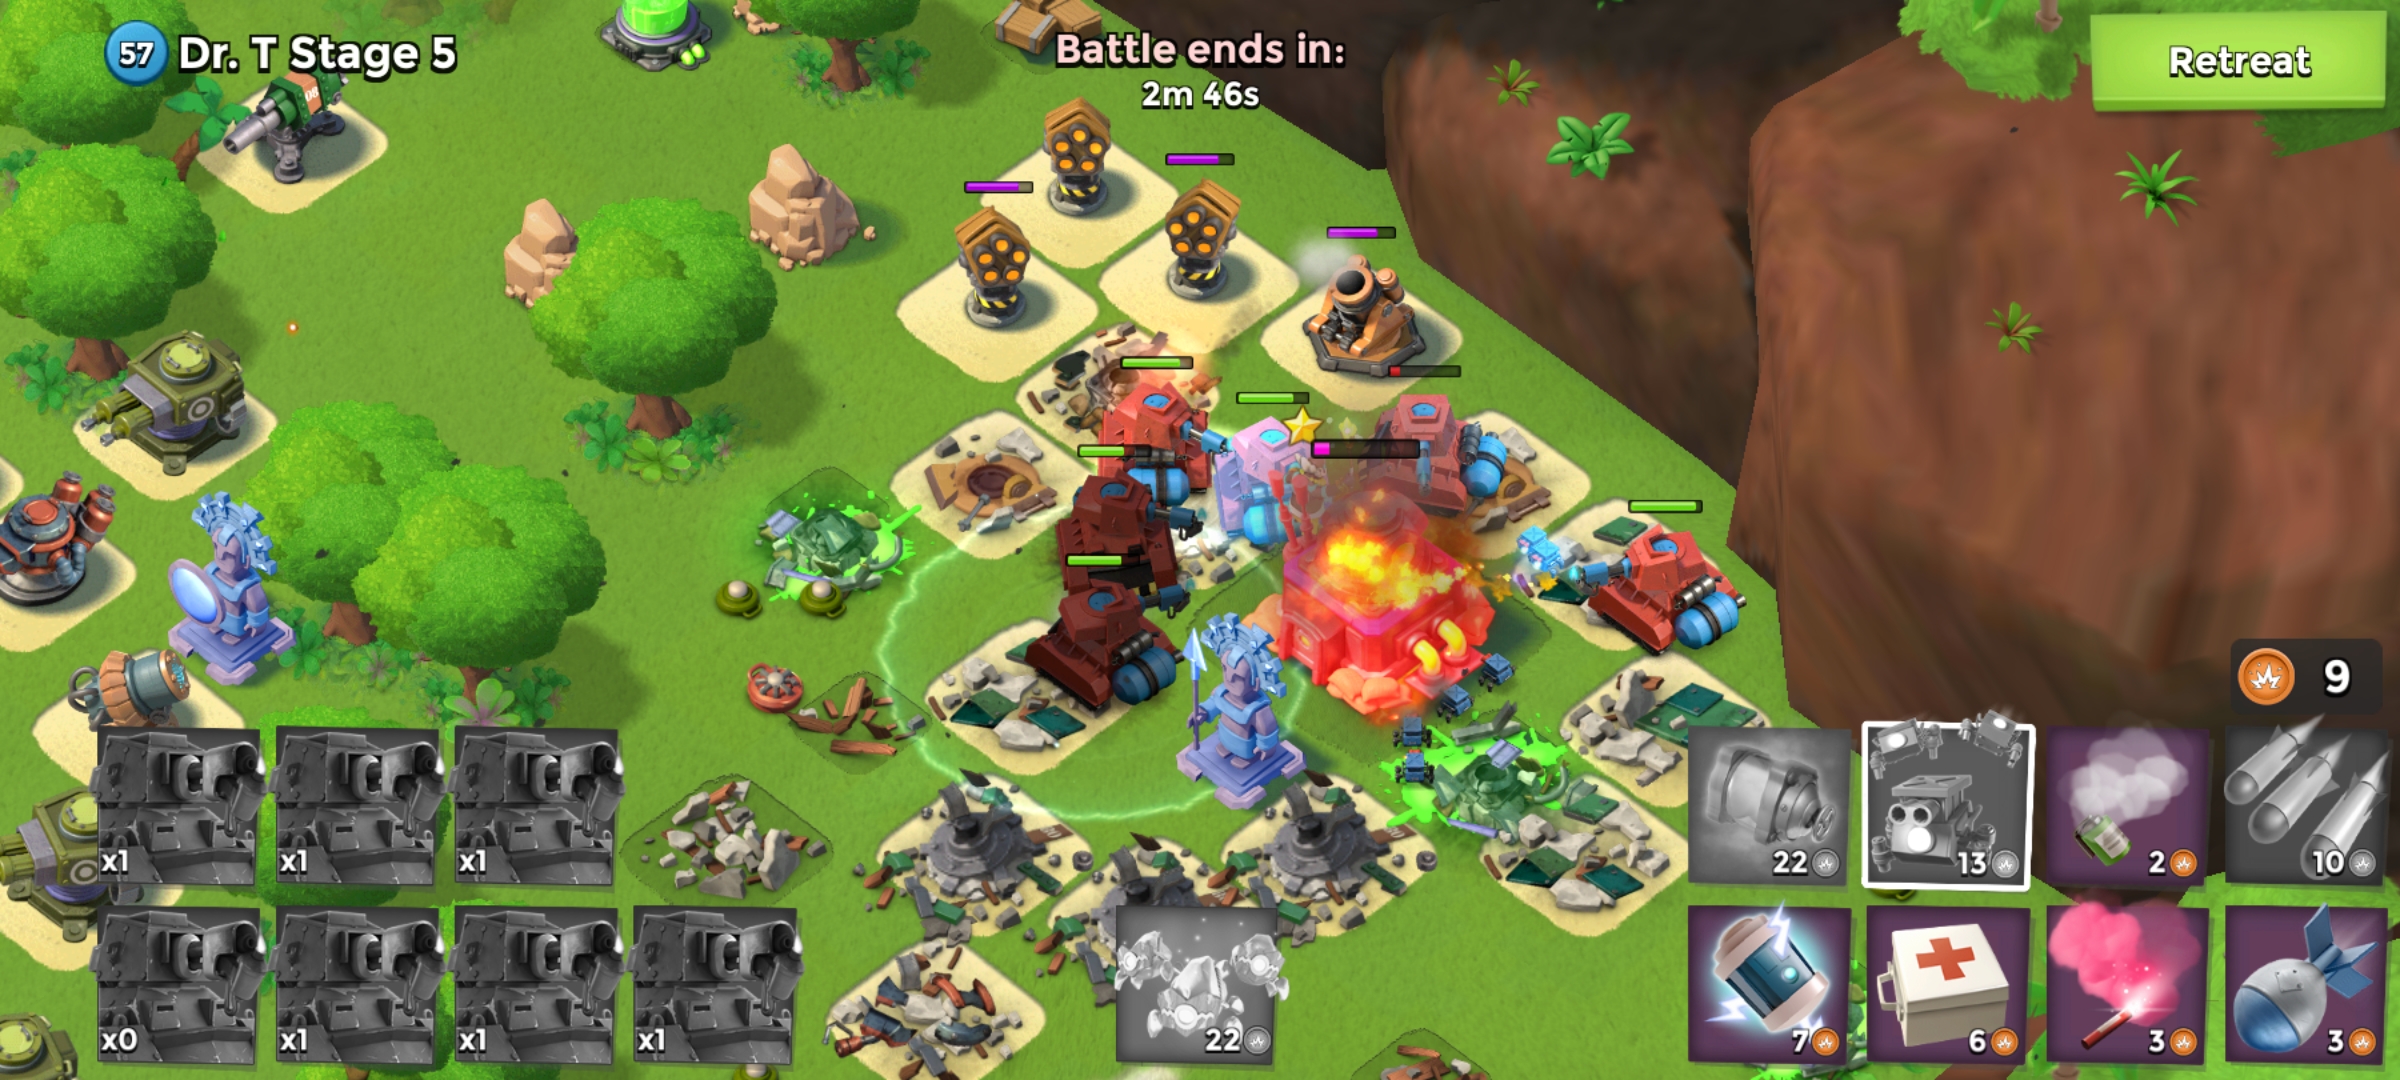 57 Dr. T Stage 5
Battle ends in:
2m 46s
Retreat
9
x1 x1 x1
22 13 2 10
x0 x1 x1 x1
22
7 6 3 3